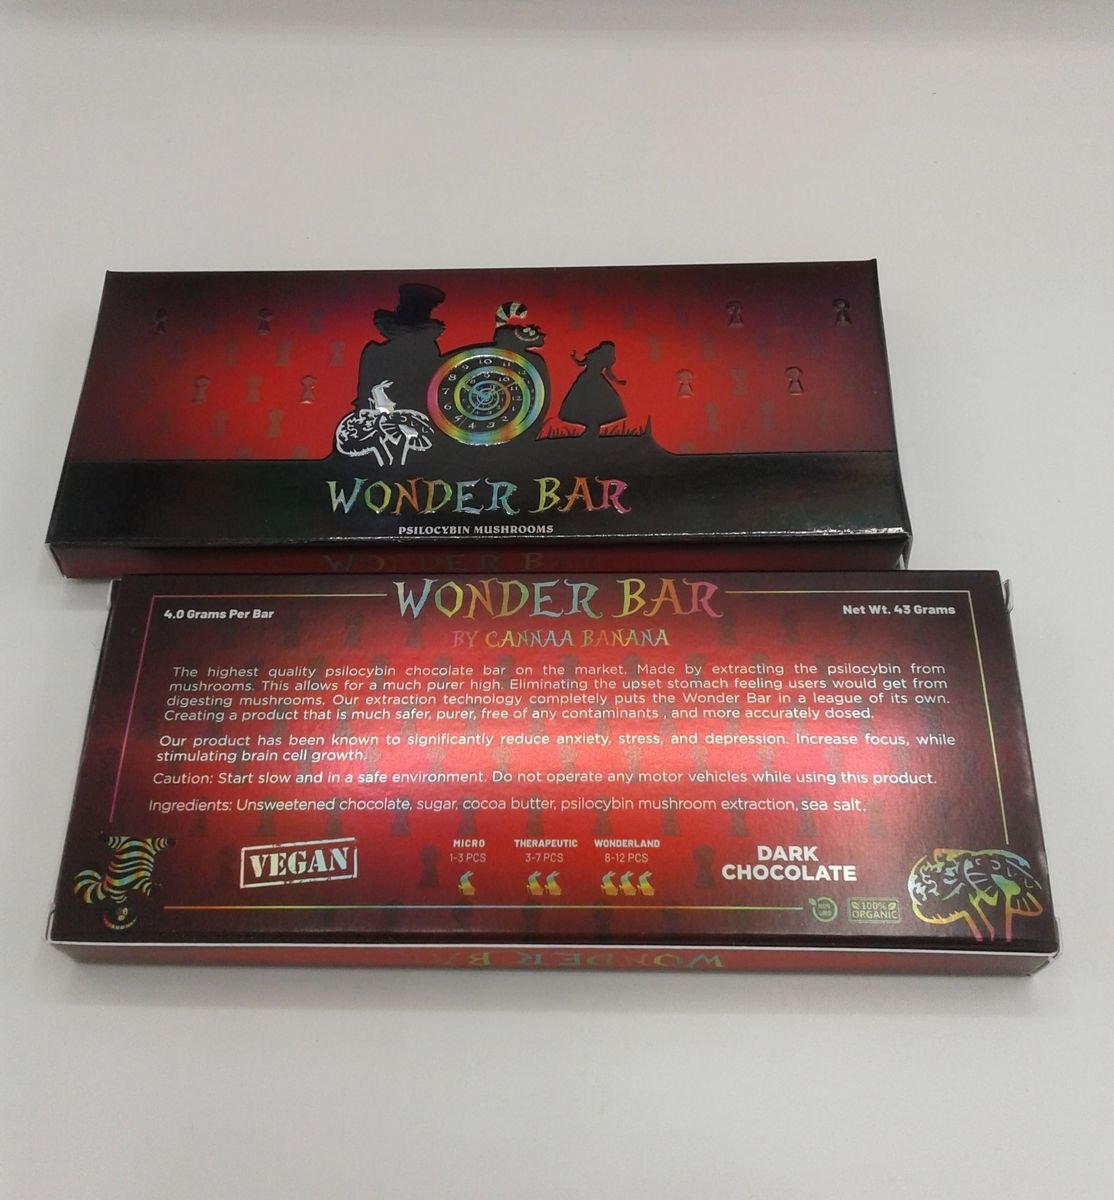 WONDER BAR
PSILOCYBIN MUSHROOMS
WONDER B
WONDER BAR
4.0 Grams Per Bar
Net Wt. 43 Grams
BY CANNAA BANANA
The highest quality psilocybin chocolate bar on the market. Made by extracting the psilocybin from
mushrooms. This allows for a much purer high. Eliminating the upset stomach feeling users would get from
digesting mushrooms. Our extraction technology completely puts the Wonder Bar in a league of its own.
Creating a product that is much safer, purer, free of any contaminants , and more accurately dosed.
Our product has been known to significantly reduce anxiety, stress, and depression. Increase focus, while
stimulating brain cell growth.
Caution: Start slow and in a safe environment. Do not operate any motor vehicles while using this product.
Ingredients: Unsweetened chocolate, sugar, cocoa butter, psilocybin mushroom extraction, sea salt.
VEGAN
MICRO
1-3 PCS
THERAPEUTIC
3-7 PCS
WONDERLAND
8-12 PCS
DARK
CHOCOLATE
100%
ORGANIC
WONDER BA